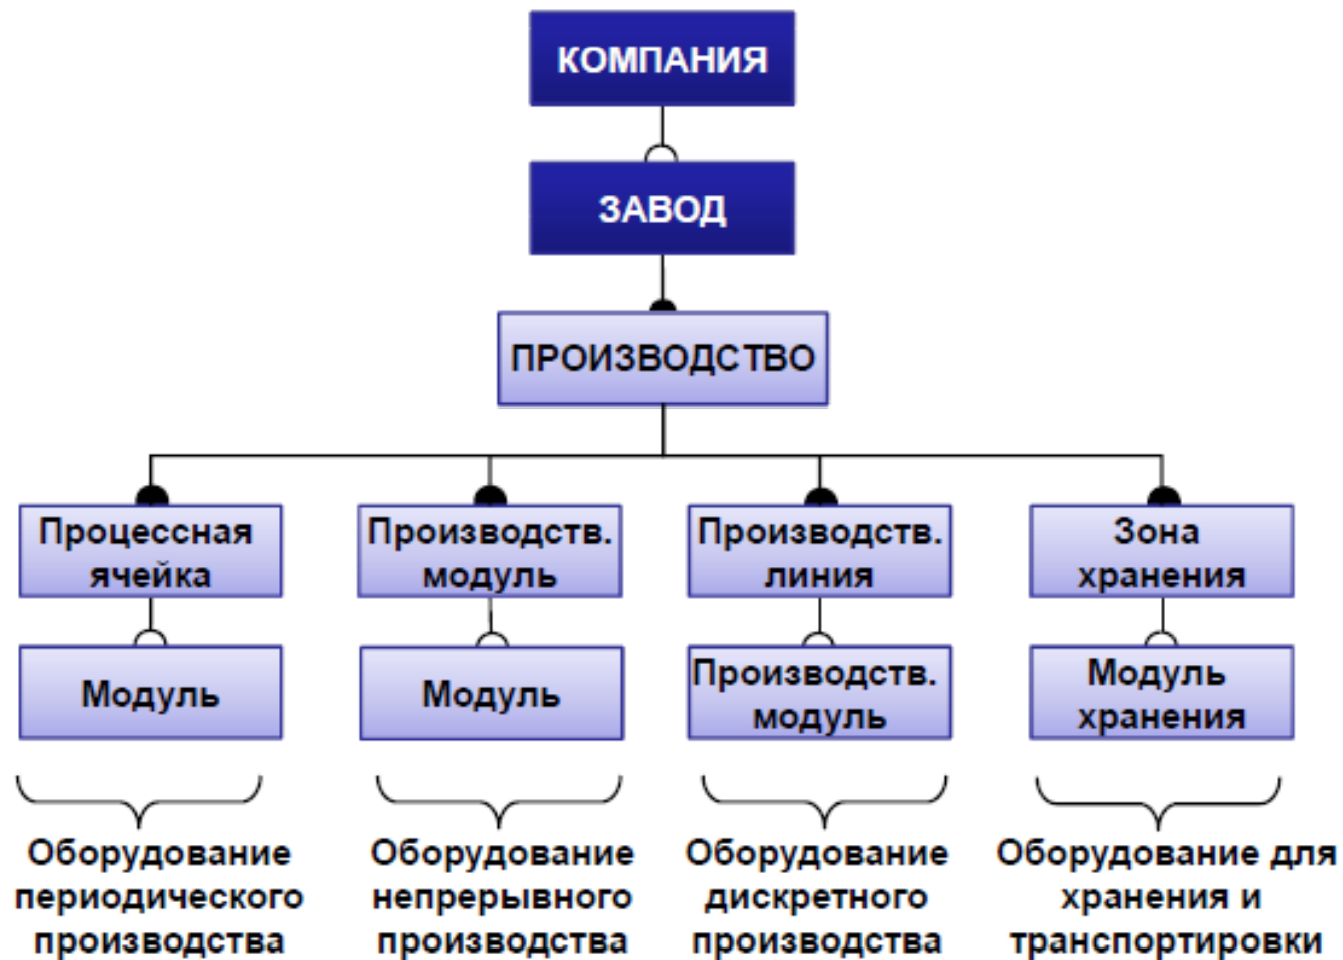 КОМПАНИЯ
ЗАВОД
ПРОИЗВОДСТВО
Процессная
ячейка
Производств.
модуль
Производств.
линия
Зона
хранения
Модуль
Модуль
Производств.
модуль
Модуль
хранения
Оборудование
периодического
производства
Оборудование
непрерывного
производства
Оборудование
дискретного
производства
Оборудование для
хранения и
транспортировки